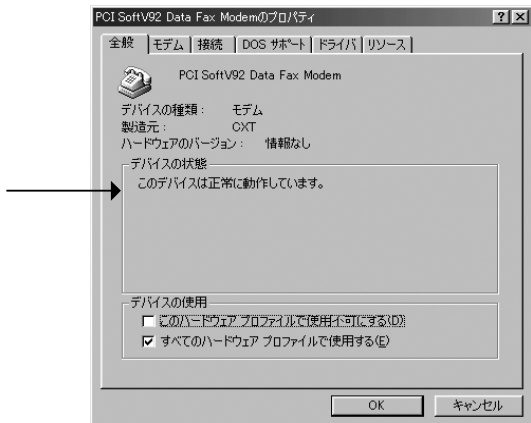 PCI SoftV92 Data Fax Modemのプロパティ
全般 モデム 接続 DOS サポート ドライバ リソース
PCI SoftV92 Data Fax Modem
デバイスの種類： モデム
製造元： CXT
ハードウェアのバージョン： 情報なし
デバイスの状態
このデバイスは正常に動作しています。
デバイスの使用
このハードウェア プロファイルで使用不可にする(D)
すべてのハードウェア プロファイルで使用する(E)
OK キャンセル